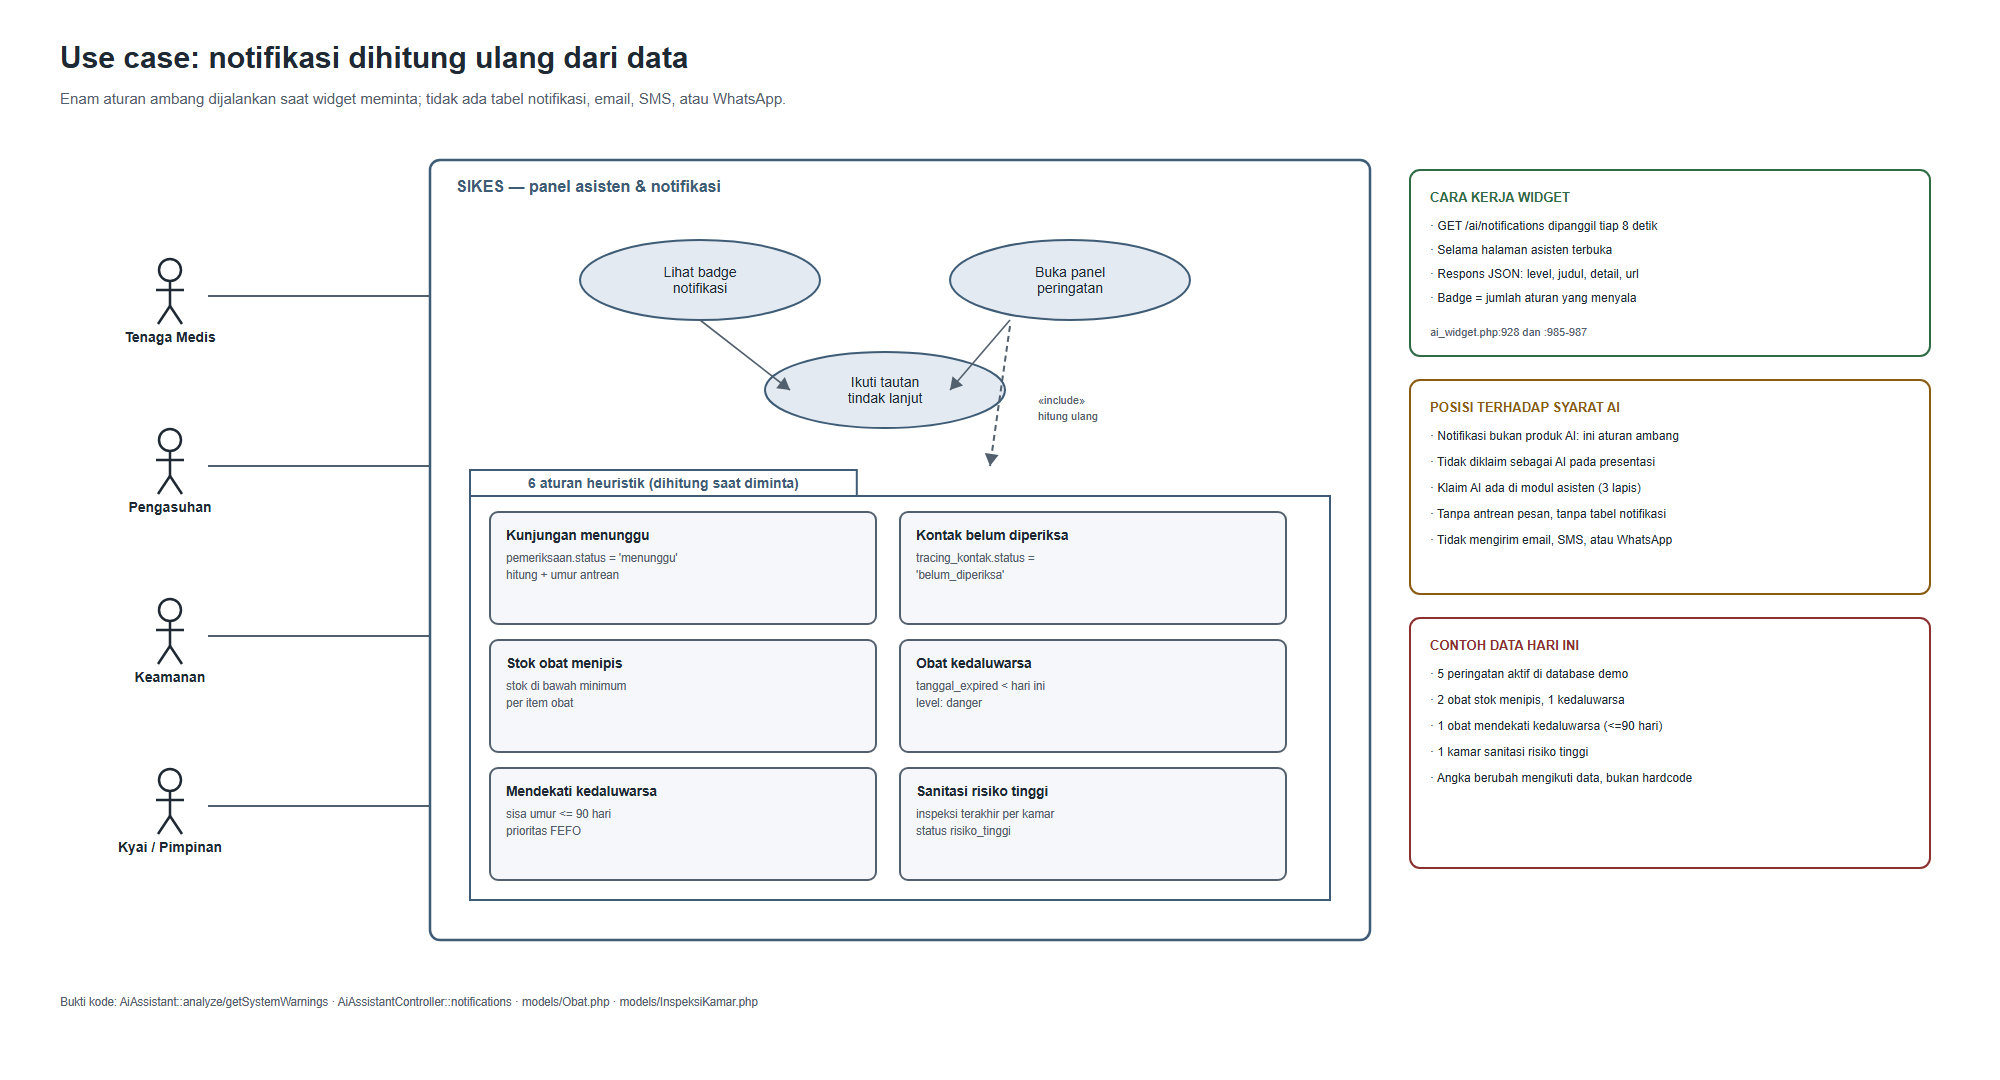 Use case: notifikasi dihitung ulang dari data
Enam aturan ambang dijalankan saat widget meminta; tidak ada tabel notifikasi, email, SMS, atau WhatsApp.
Tenaga Medis
Pengasuhan
Keamanan
Kyai / Pimpinan
SIKES — panel asisten & notifikasi
Lihat badge
notifikasi
Buka panel
peringatan
Ikuti tautan
tindak lanjut
«include»
hitung ulang
6 aturan heuristik (dihitung saat diminta)
Kunjungan menunggu
pemeriksaan.status = 'menunggu'
hitung + umur antrean
Kontak belum diperiksa
tracing_kontak.status =
'belum_diperiksa'
Stok obat menipis
stok di bawah minimum
per item obat
Obat kedaluwarsa
tanggal_expired < hari ini
level: danger
Mendekati kedaluwarsa
sisa umur <= 90 hari
prioritas FEFO
Sanitasi risiko tinggi
inspeksi terakhir per kamar
status risiko_tinggi
CARA KERJA WIDGET
· GET /ai/notifications dipanggil tiap 8 detik
· Selama halaman asisten terbuka
· Respons JSON: level, judul, detail, url
· Badge = jumlah aturan yang menyala
ai_widget.php:928 dan :985-987
POSISI TERHADAP SYARAT AI
· Notifikasi bukan produk AI: ini aturan ambang
· Tidak diklaim sebagai AI pada presentasi
· Klaim AI ada di modul asisten (3 lapis)
· Tanpa antrean pesan, tanpa tabel notifikasi
· Tidak mengirim email, SMS, atau WhatsApp
CONTOH DATA HARI INI
· 5 peringatan aktif di database demo
· 2 obat stok menipis, 1 kedaluwarsa
· 1 obat mendekati kedaluwarsa (<=90 hari)
· 1 kamar sanitasi risiko tinggi
· Angka berubah mengikuti data, bukan hardcode
Bukti kode: AiAssistant::analyze/getSystemWarnings · AiAssistantController::notifications · models/Obat.php · models/InspeksiKamar.php